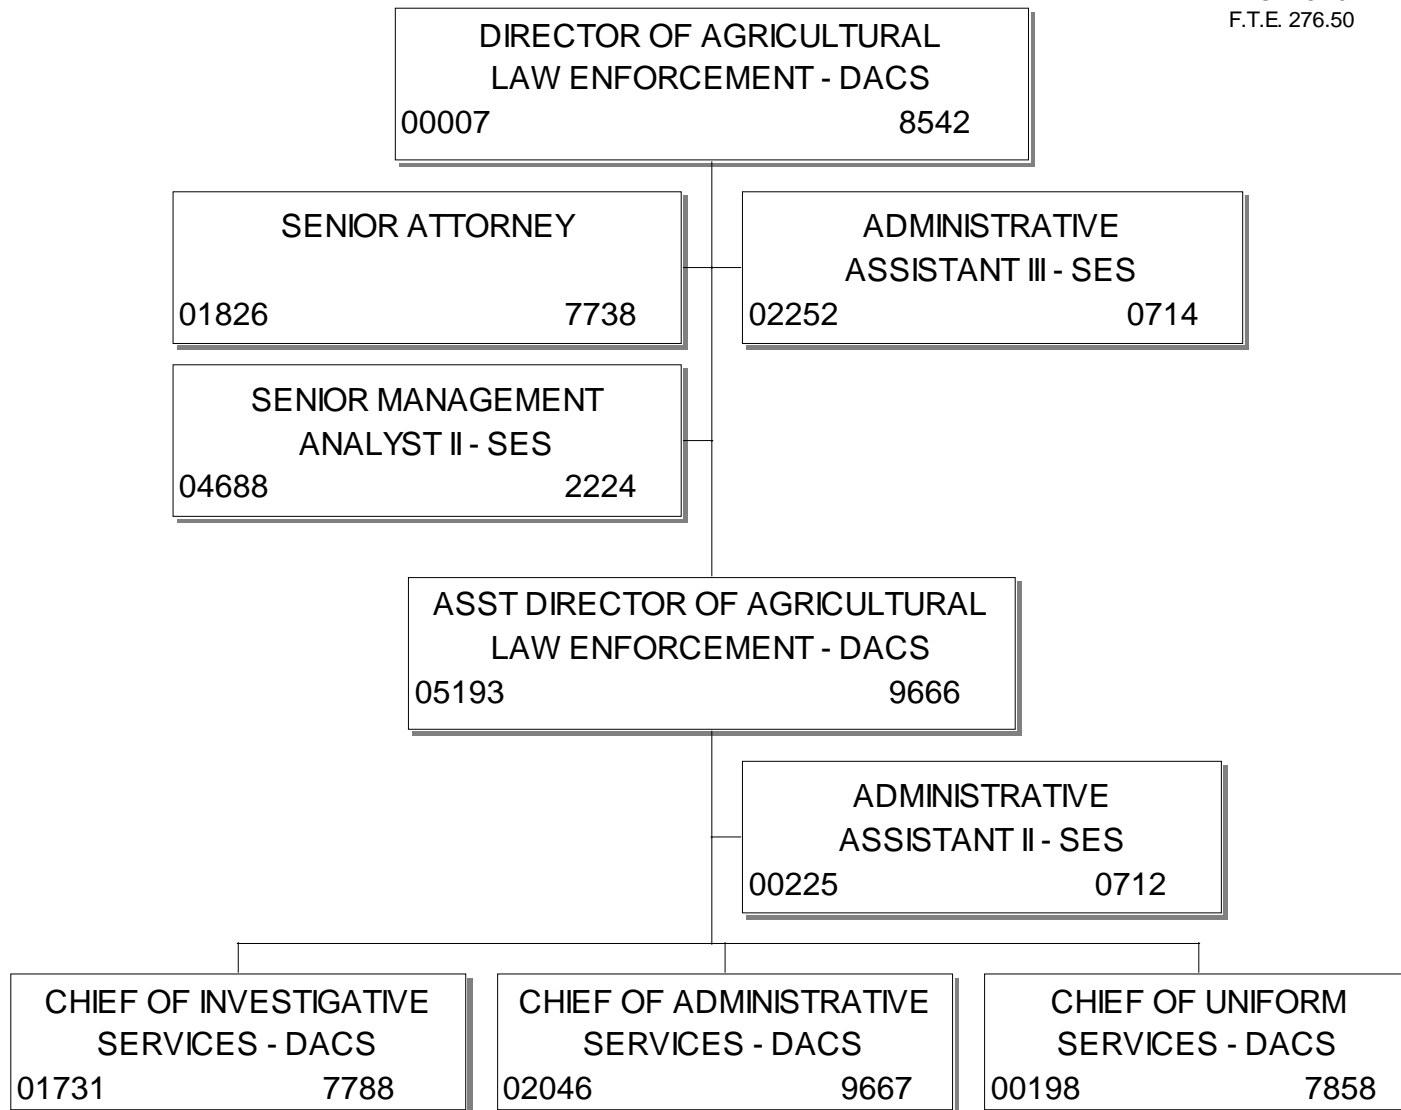 F.T.E. 276.50
DIRECTOR OF AGRICULTURAL
LAW ENFORCEMENT - DACS
00007 8542
SENIOR ATTORNEY
01826 7738
ADMINISTRATIVE
ASSISTANT III - SES
02252 0714
SENIOR MANAGEMENT
ANALYST II - SES
04688 2224
ASST DIRECTOR OF AGRICULTURAL
LAW ENFORCEMENT - DACS
05193 9666
ADMINISTRATIVE
ASSISTANT II - SES
00225 0712
CHIEF OF INVESTIGATIVE
SERVICES - DACS
01731 7788
CHIEF OF ADMINISTRATIVE
SERVICES - DACS
02046 9667
CHIEF OF UNIFORM
SERVICES - DACS
00198 7858